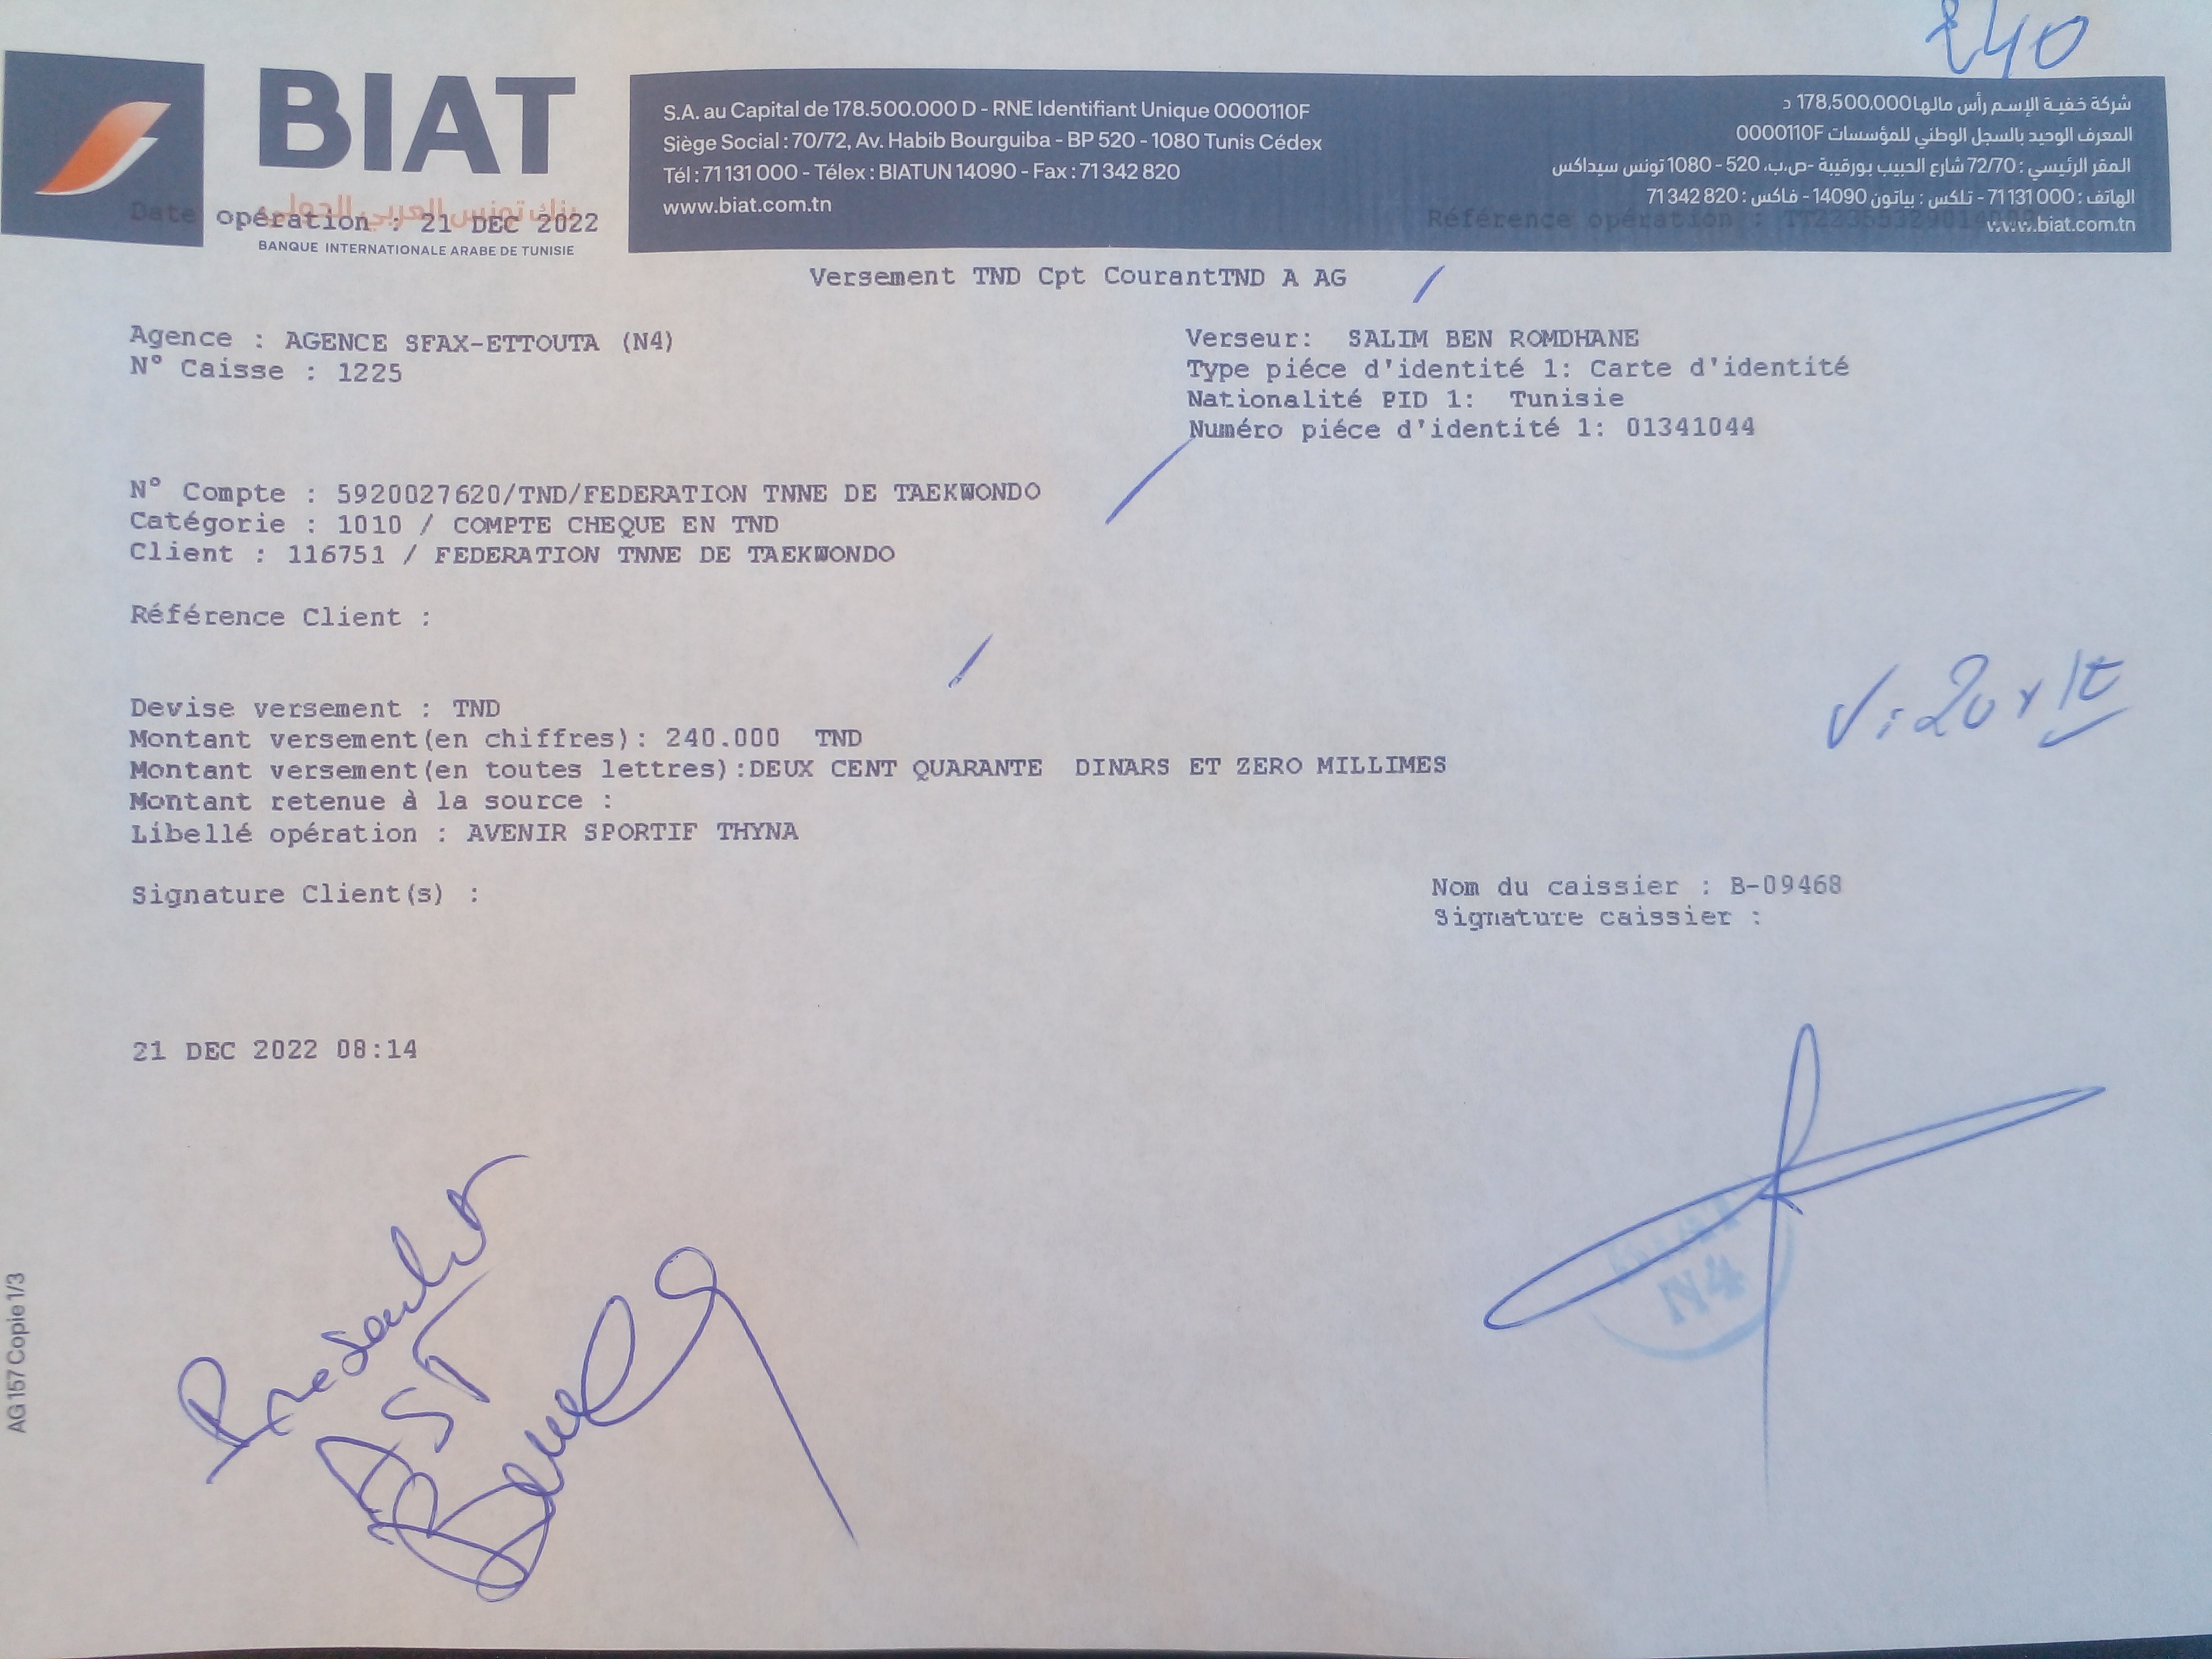 240
BIAT
بنك تونس العربي الدولي
BANQUE INTERNATIONALE ARABE DE TUNISIE
S.A. au Capital de 178.500.000 D - RNE Identifiant Unique 0000110F
Siège Social : 70/72, Av. Habib Bourguiba - BP 520 - 1080 Tunis Cédex
Tél : 71 131 000 - Télex : BIATUN 14090 - Fax : 71 342 820
www.biat.com.tn
شركة خفية الإسم رأس مالها 178.500.000 د
المعرف الوحيد بالسجل الوطني للمؤسسات 0000110F
المقر الرئيسي : 72/70 شارع الحبيب بورقيبة -ص.ب، 520 - 1080 تونس سيداكس
الهاتف : 71 131 000 - تلكس : بياتون 14090 - فاكس : 71 342 820
www.biat.com.tn
Date opération : 21 DEC 2022
Référence opération :
Versement TND Cpt CourantTND A AG
Agence : AGENCE SFAX-ETTOUTA (N4)
N° Caisse : 1225
Verseur: SALIM BEN ROMDHANE
Type piéce d'identité 1: Carte d'identité
Nationalité PID 1: Tunisie
Numéro piéce d'identité 1: 01341044
N° Compte : 5920027620/TND/FEDERATION TNNE DE TAEKWONDO
Catégorie : 1010 / COMPTE CHEQUE EN TND
Client : 116751 / FEDERATION TNNE DE TAEKWONDO
Référence Client :
Devise versement : TND
Montant versement(en chiffres): 240.000 TND
Montant versement(en toutes lettres):DEUX CENT QUARANTE DINARS ET ZERO MILLIMES
Montant retenue à la source :
Libellé opération : AVENIR SPORTIF THYNA
Signature Client(s) :
Nom du caissier : B-09468
Signature caissier :
21 DEC 2022 08:14
AST
N4
AG 157 Copie 1/3